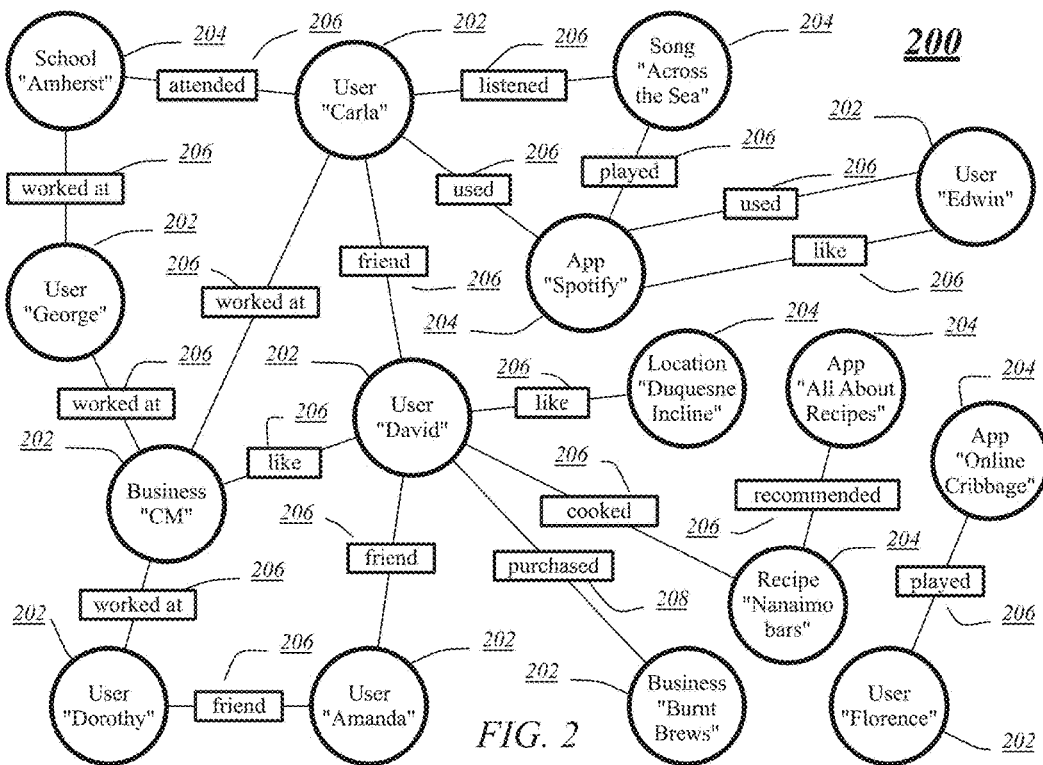 204
206
202
206
204
200
School
"Amherst"
attended
User
"Carla"
listened
Song
"Across
the Sea"
202
206
206
206
206
worked at
used
played
used
User
"Edwin"
202
206
friend
like
User
"George"
worked at
206
App
"Spotify"
206
204
204
204
206
202
206
204
worked at
206
User
"David"
like
Location
"Duquesne
Incline"
App
"All About
Recipes"
202
like
206
App
"Online
Cribbage"
Business
"CM"
206
cooked
recommended
206
friend
purchased
206
204
worked at
208
Recipe
"Nanaimo
bars"
played
202
206
202
206
202
User
"Dorothy"
friend
User
"Amanda"
Business
"Burnt
Brews"
User
"Florence"
FIG. 2
202